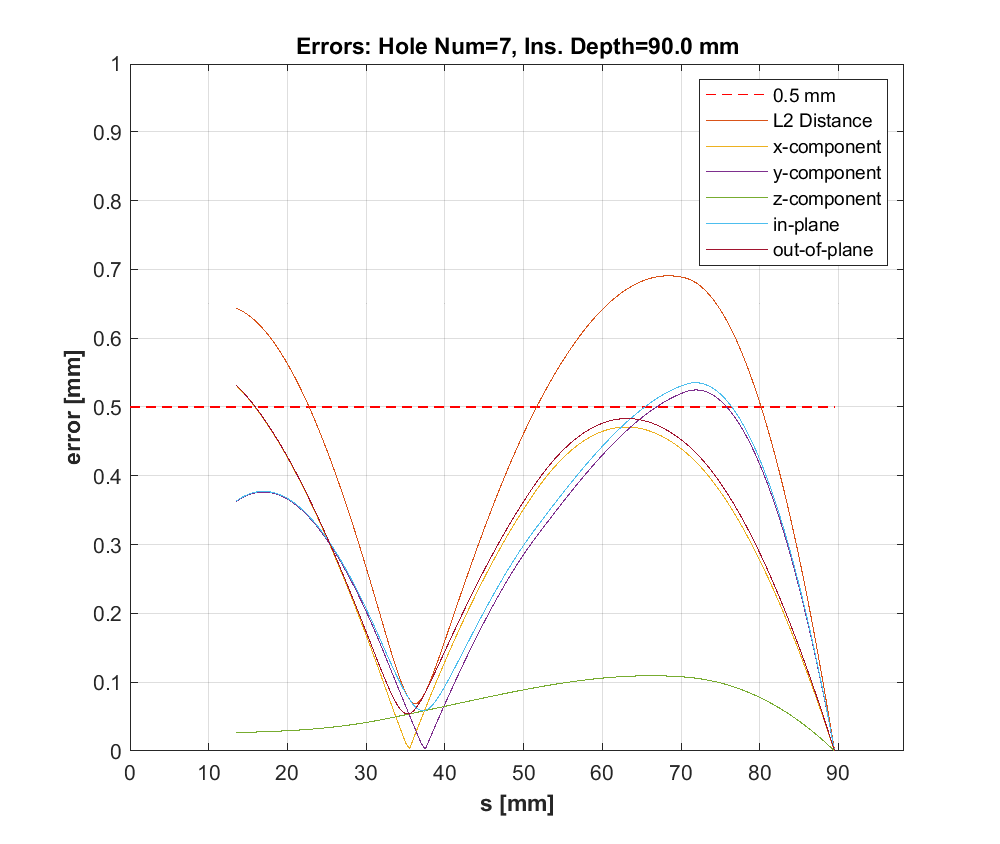 Errors: Hole Num=7, Ins. Depth=90.0 mm
1
0.9
0.8
0.7
0.6
0.5
0.4
0.3
0.2
0.1
0
error [mm]
0.5 mm
L2 Distance
x-component
y-component
z-component
in-plane
out-of-plane
0 10 20 30 40 50 60 70 80 90
s [mm]